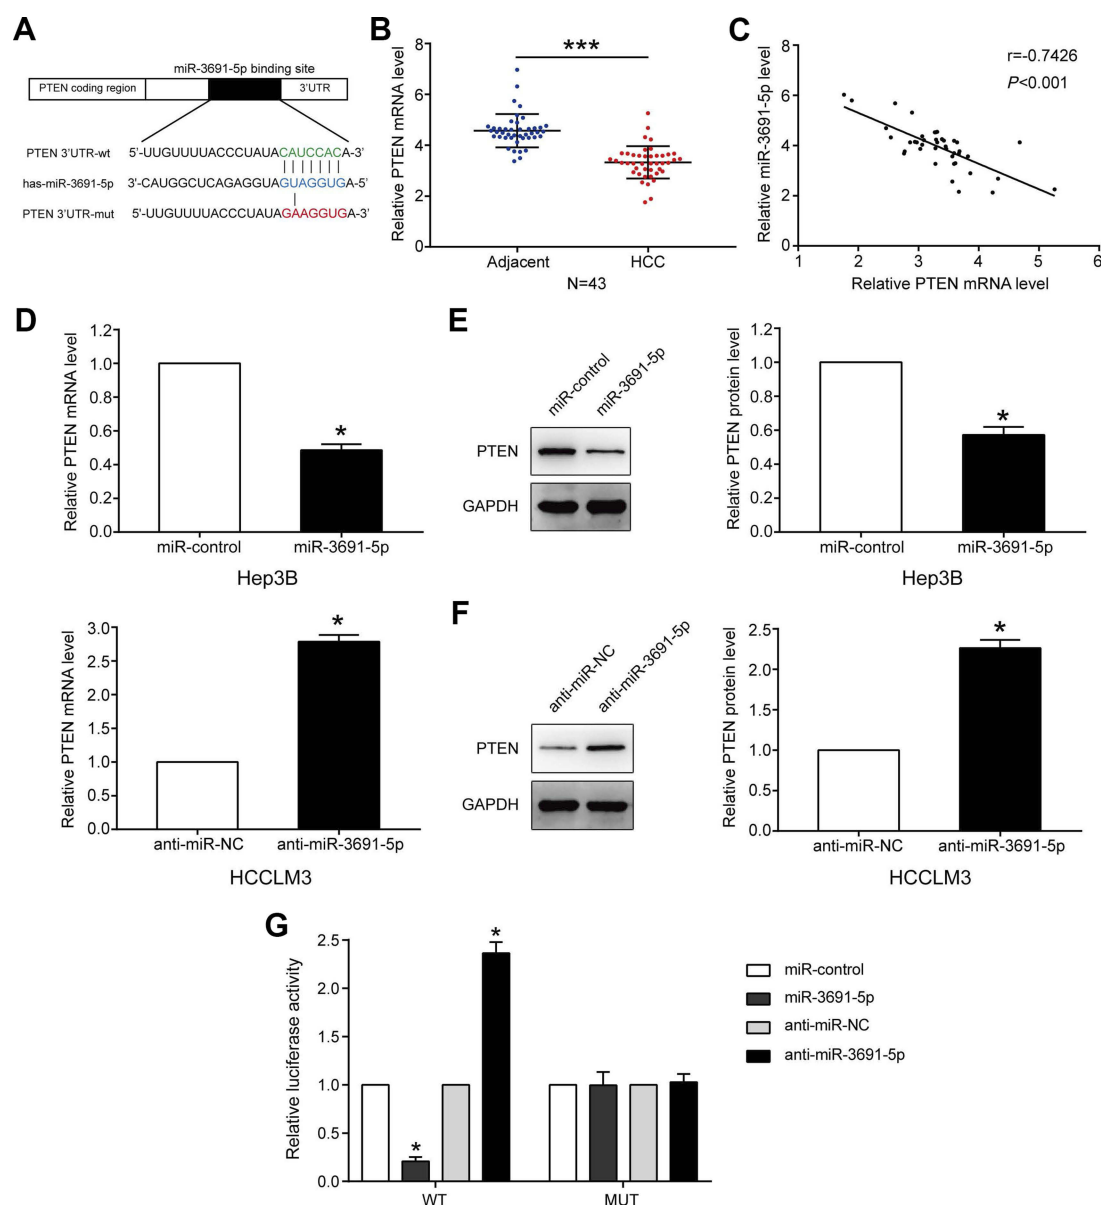 A
miR-3691-5p binding site
PTEN coding region
3'UTR
PTEN 3'UTR-wt
5'-UUGUUUUACCCUAUACAUCCACA-3'
has-miR-3691-5p
3'-CAUGGCUCAGAGGUAGUAGGUGA-5'
PTEN 3'UTR-mut
5'-UUGUUUUACCCUAUAGAAGGUGA-3'
B
Relative PTEN mRNA level
8
6
4
2
0
***
Adjacent
HCC
N=43
C
Relative miR-3691-5p level
8
6
4
2
0
r=-0.7426
P<0.001
1
2
3
4
5
6
Relative PTEN mRNA level
D
Relative PTEN mRNA level
1.2
1.0
0.8
0.6
0.4
0.2
0.0
*
miR-control
miR-3691-5p
Hep3B
Relative PTEN mRNA level
3.0
2.5
2.0
1.5
1.0
0.5
0.0
*
anti-miR-NC
anti-miR-3691-5p
HCCLM3
E
miR-control
miR-3691-5p
PTEN
GAPDH
Relative PTEN protein level
1.2
1.0
0.8
0.6
0.4
0.2
0.0
*
miR-control
miR-3691-5p
Hep3B
F
anti-miR-NC
anti-miR-3691-5p
PTEN
GAPDH
Relative PTEN protein level
2.5
2.0
1.5
1.0
0.5
0.0
*
anti-miR-NC
anti-miR-3691-5p
HCCLM3
G
Relative luciferase activity
2.5
2.0
1.5
1.0
0.5
0.0
*
*
WT
MUT
miR-control
miR-3691-5p
anti-miR-NC
anti-miR-3691-5p